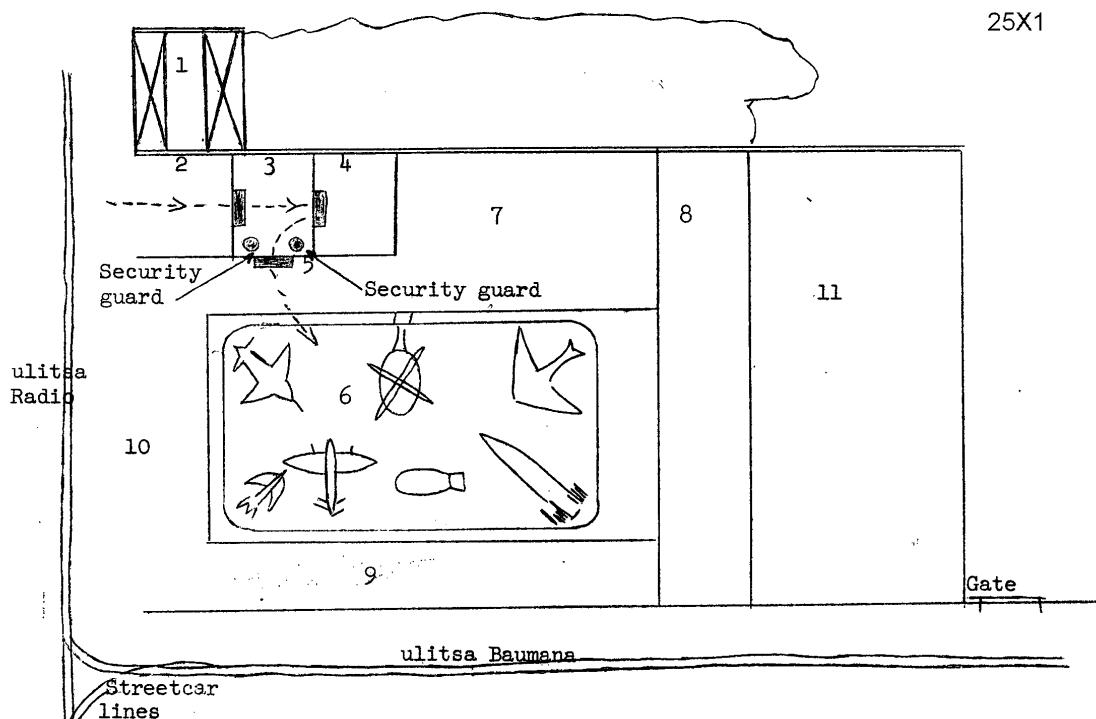 25X1
1
2
3
4
7
8
5
Security
guard
Security guard
11
ulitsa
Radio
6
10
9
Gate
ulitsa Baumana
Streetcar
lines